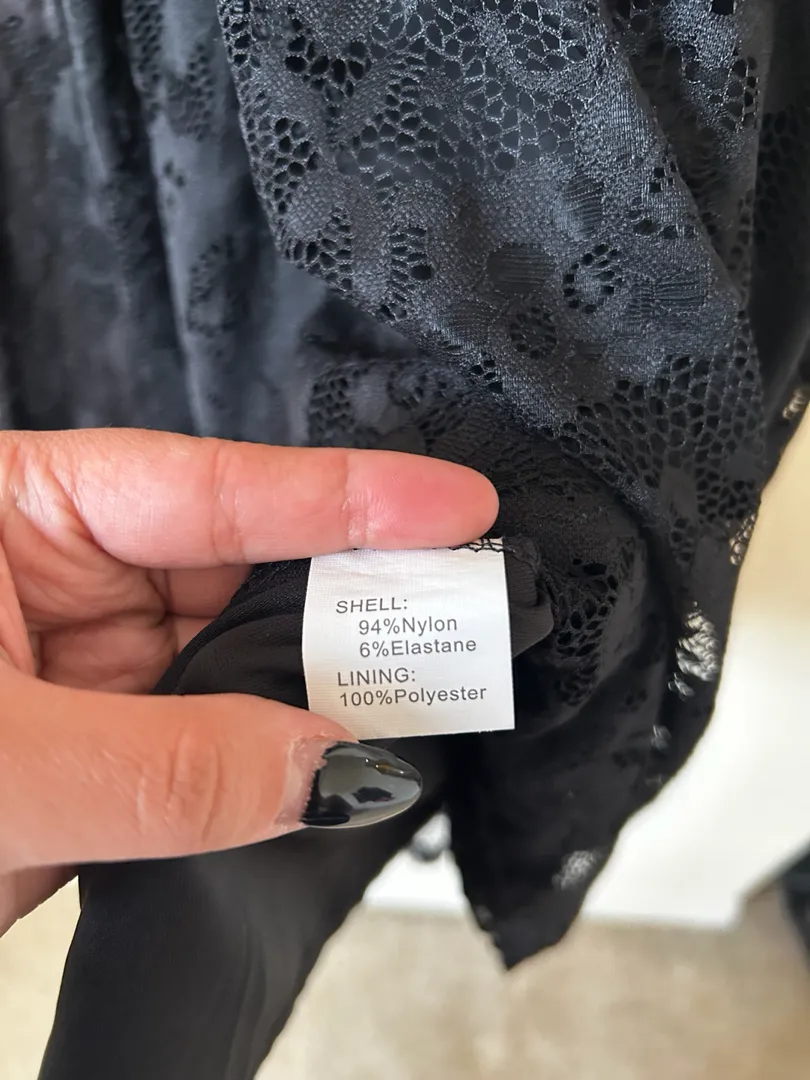 SHELL:
94%Nylon
6%Elastane
LINING:
100%Polyester